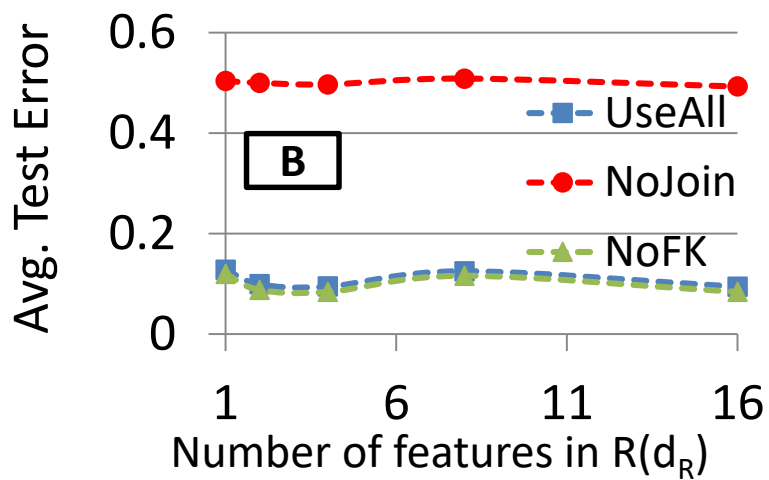 Avg. Test Error
0.6
0.4
0.2
0
B
UseAll
NoJoin
NoFK
1 6 11 16
Number of features in R(dR)